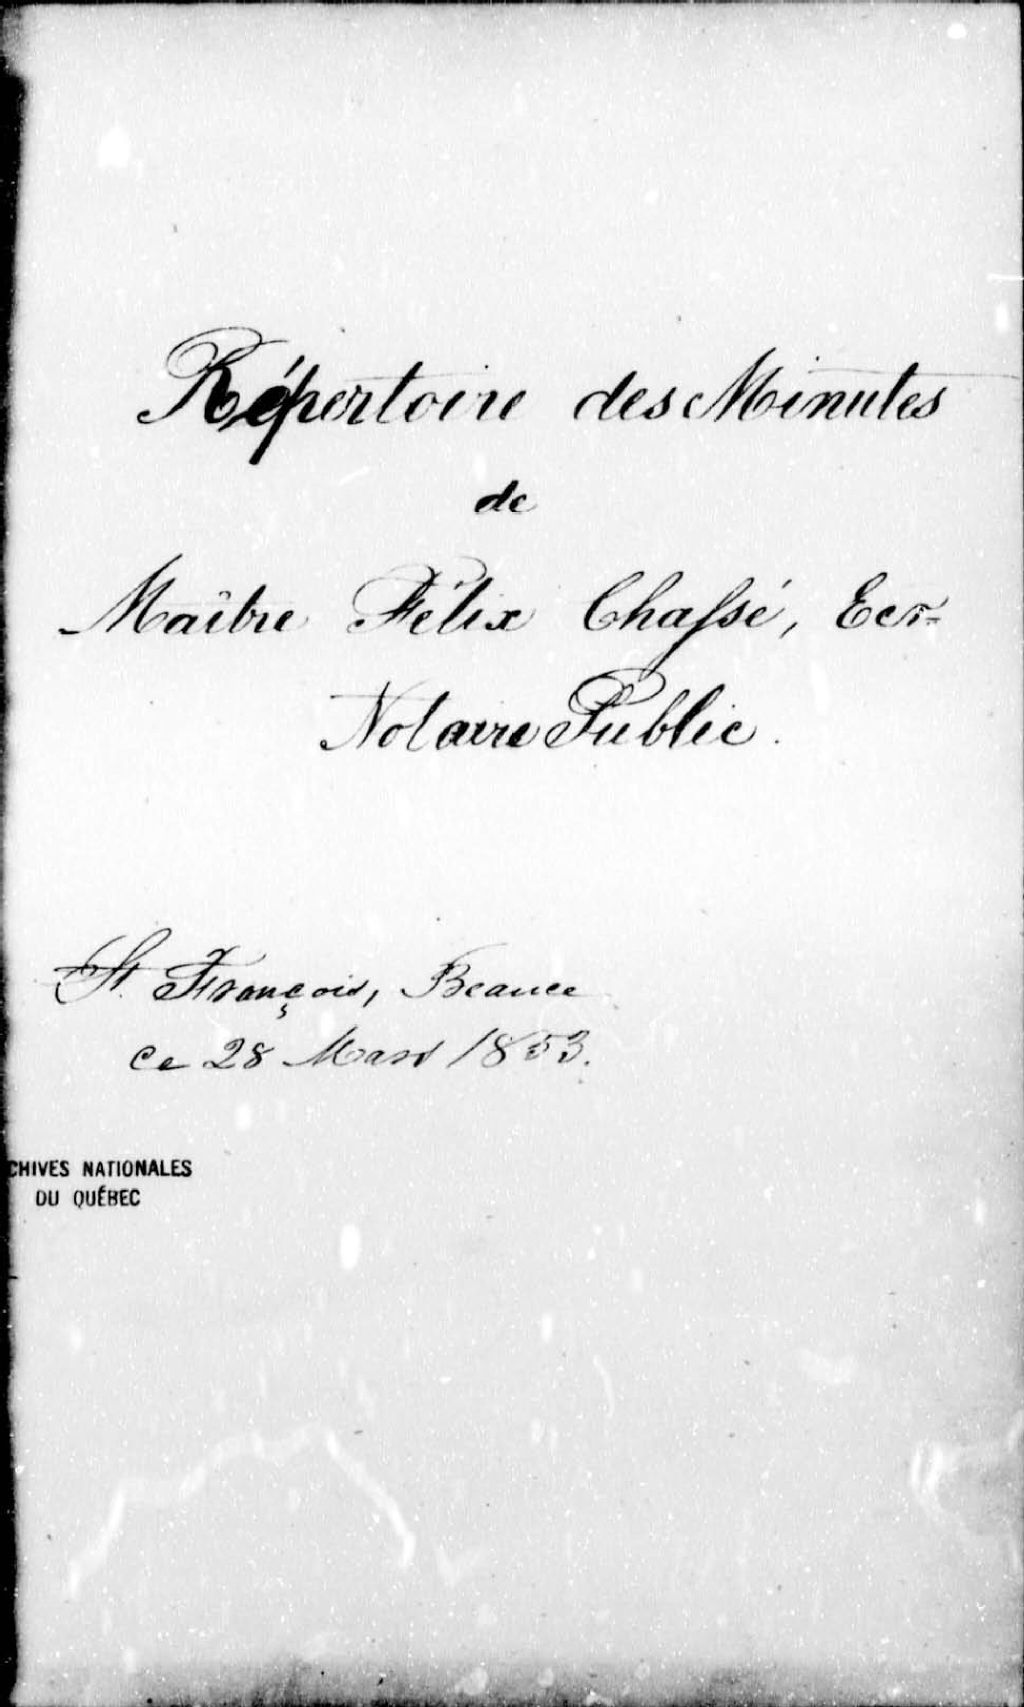 Répertoire des Minutes
de
Maître Félix Chaſsé, Ecr
Notaire Public.
St. François, Beauce
ce 28 Mars 1853.
CHIVES NATIONALES
DU QUÉBEC